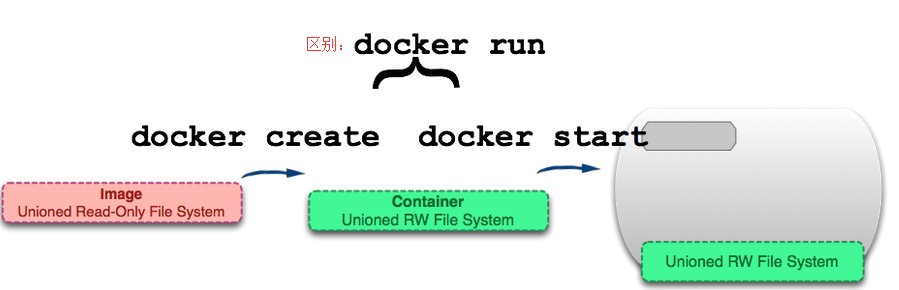 区别：docker run
docker create docker start
Image
Unioned Read-Only File System
Container
Unioned RW File System
Unioned RW File System